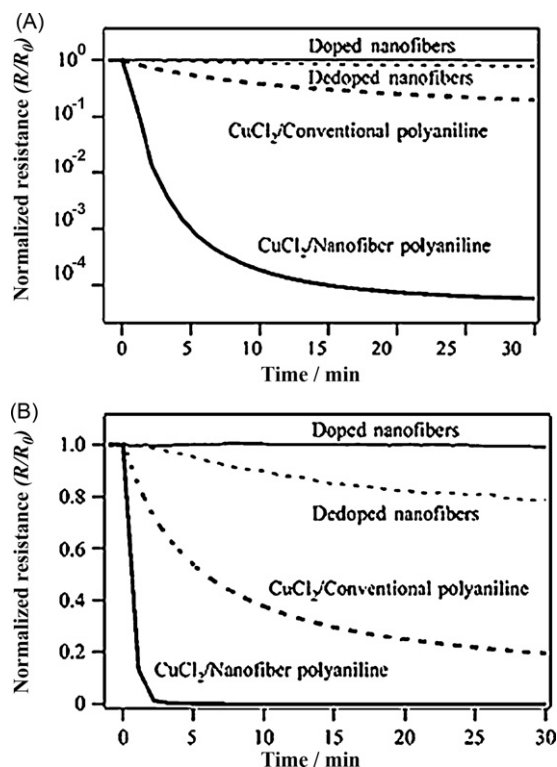 (A)
Normalized resistance (R/R₀)
10⁰
10⁻¹
10⁻²
10⁻³
10⁻⁴
Doped nanofibers
Dedoped nanofibers
CuCl₂/Conventional polyaniline
CuCl₂/Nanofiber polyaniline
0 5 10 15 20 25 30
Time / min
(B)
Normalized resistance (R/R₀)
1.0
0.8
0.6
0.4
0.2
0
Doped nanofibers
Dedoped nanofibers
CuCl₂/Conventional polyaniline
CuCl₂/Nanofiber polyaniline
0 5 10 15 20 25 30
Time / min